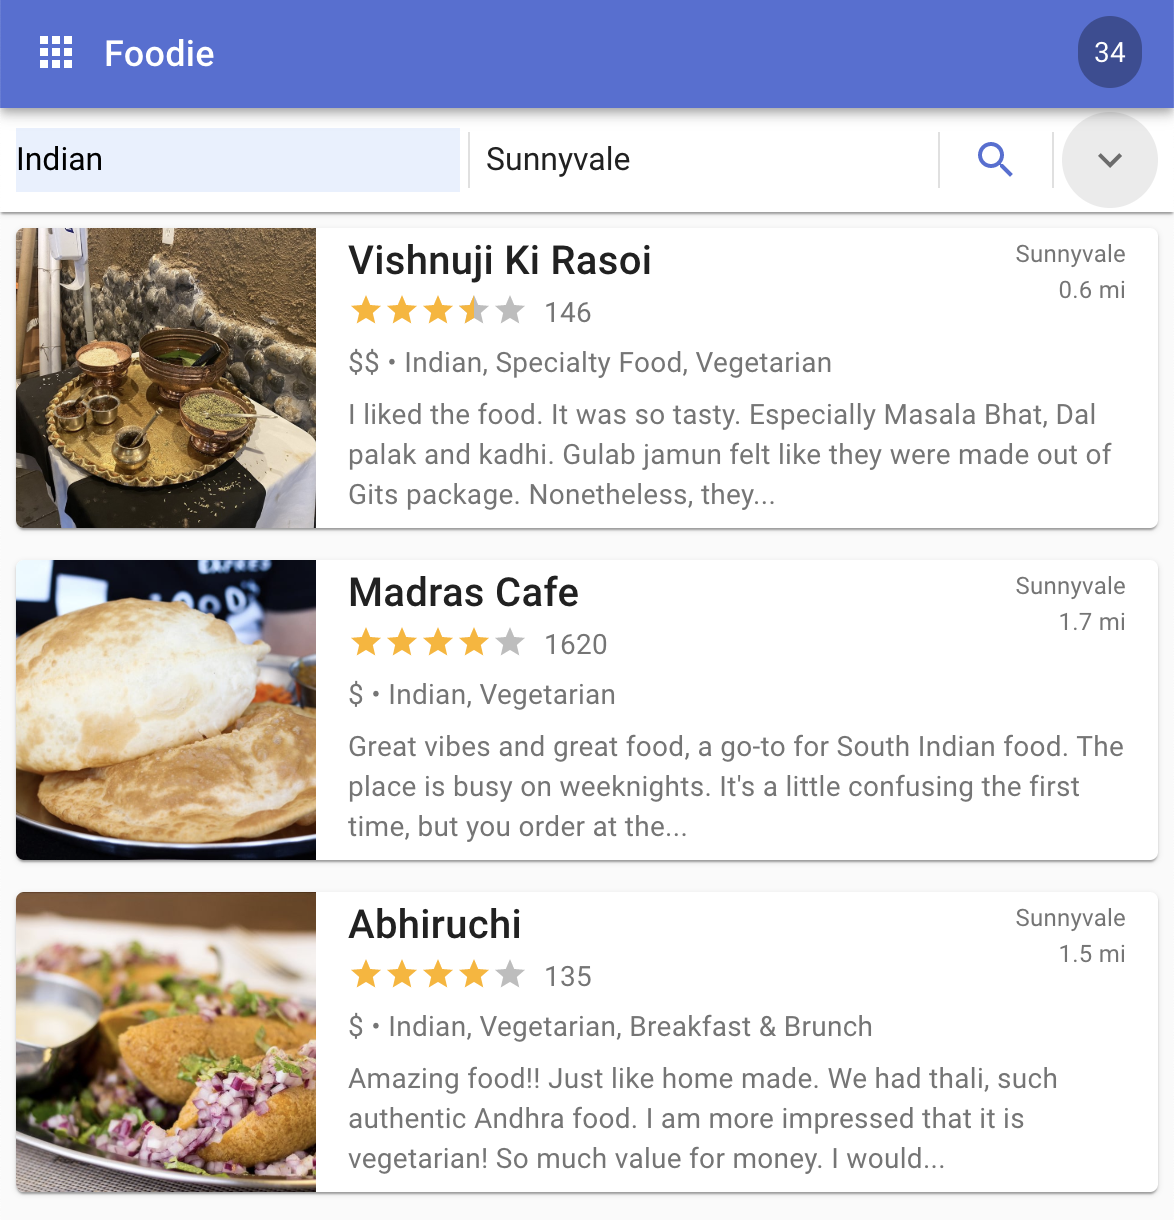 Foodie
34
Indian
Sunnyvale
Vishnuji Ki Rasoi
Sunnyvale
146
0.6 mi
$$ • Indian, Specialty Food, Vegetarian
I liked the food. It was so tasty. Especially Masala Bhat, Dal
palak and kadhi. Gulab jamun felt like they were made out of
Gits package. Nonetheless, they...
Madras Cafe
Sunnyvale
1620
1.7 mi
$ • Indian, Vegetarian
Great vibes and great food, a go-to for South Indian food. The
place is busy on weeknights. It's a little confusing the first
time, but you order at the...
Abhiruchi
Sunnyvale
135
1.5 mi
$ • Indian, Vegetarian, Breakfast & Brunch
Amazing food!! Just like home made. We had thali, such
authentic Andhra food. I am more impressed that it is
vegetarian! So much value for money. I would...